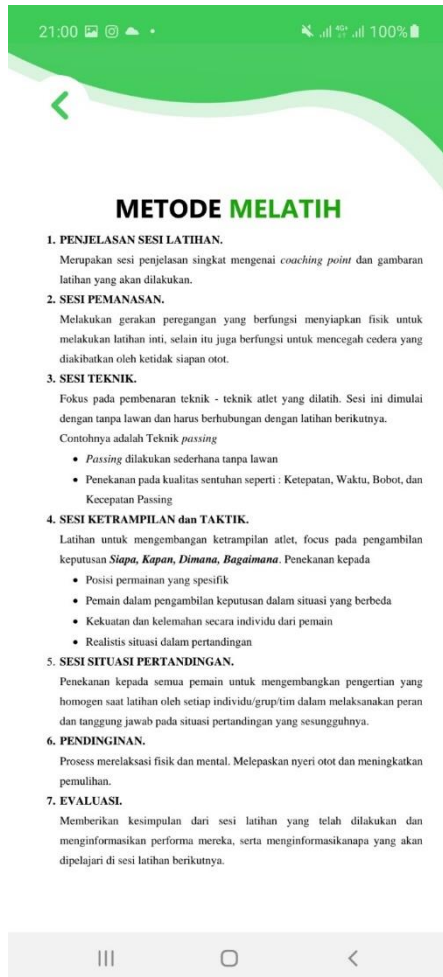 21:00
4G+ 100%
METODE MELATIH
1. PENJELASAN SESI LATIHAN.
Merupakan sesi penjelasan singkat mengenai coaching point dan gambaran
latihan yang akan dilakukan.
2. SESI PEMANASAN.
Melakukan gerakan peregangan yang berfungsi menyiapkan fisik untuk
melakukan latihan inti, selain itu juga berfungsi untuk mencegah cedera yang
diakibatkan oleh ketidak siapan otot.
3. SESI TEKNIK.
Fokus pada pembenaran teknik - teknik atlet yang dilatih. Sesi ini dimulai
dengan tanpa lawan dan harus berhubungan dengan latihan berikutnya.
Contohnya adalah Teknik passing
• Passing dilakukan sederhana tanpa lawan
• Penekanan pada kualitas sentuhan seperti : Ketepatan, Waktu, Bobot, dan
Kecepatan Passing
4. SESI KETRAMPILAN dan TAKTIK.
Latihan untuk mengembangan ketrampilan atlet, focus pada pengambilan
keputusan Siapa, Kapan, Dimana, Bagaimana. Penekanan kepada
• Posisi permainan yang spesifik
• Pemain dalam pengambilan keputusan dalam situasi yang berbeda
• Kekuatan dan kelemahan secara individu dari pemain
• Realistis situasi dalam pertandingan
5. SESI SITUASI PERTANDINGAN.
Penekanan kepada semua pemain untuk mengembangkan pengertian yang
homogen saat latihan oleh setiap individu/grup/tim dalam melaksanakan peran
dan tanggung jawab pada situasi pertandingan yang sesungguhnya.
6. PENDINGINAN.
Prosess merelaksasi fisik dan mental. Melepaskan nyeri otot dan meningkatkan
pemulihan.
7. EVALUASI.
Memberikan kesimpulan dari sesi latihan yang telah dilakukan dan
menginformasikan performa mereka, serta menginformasikanapa yang akan
dipelajari di sesi latihan berikutnya.